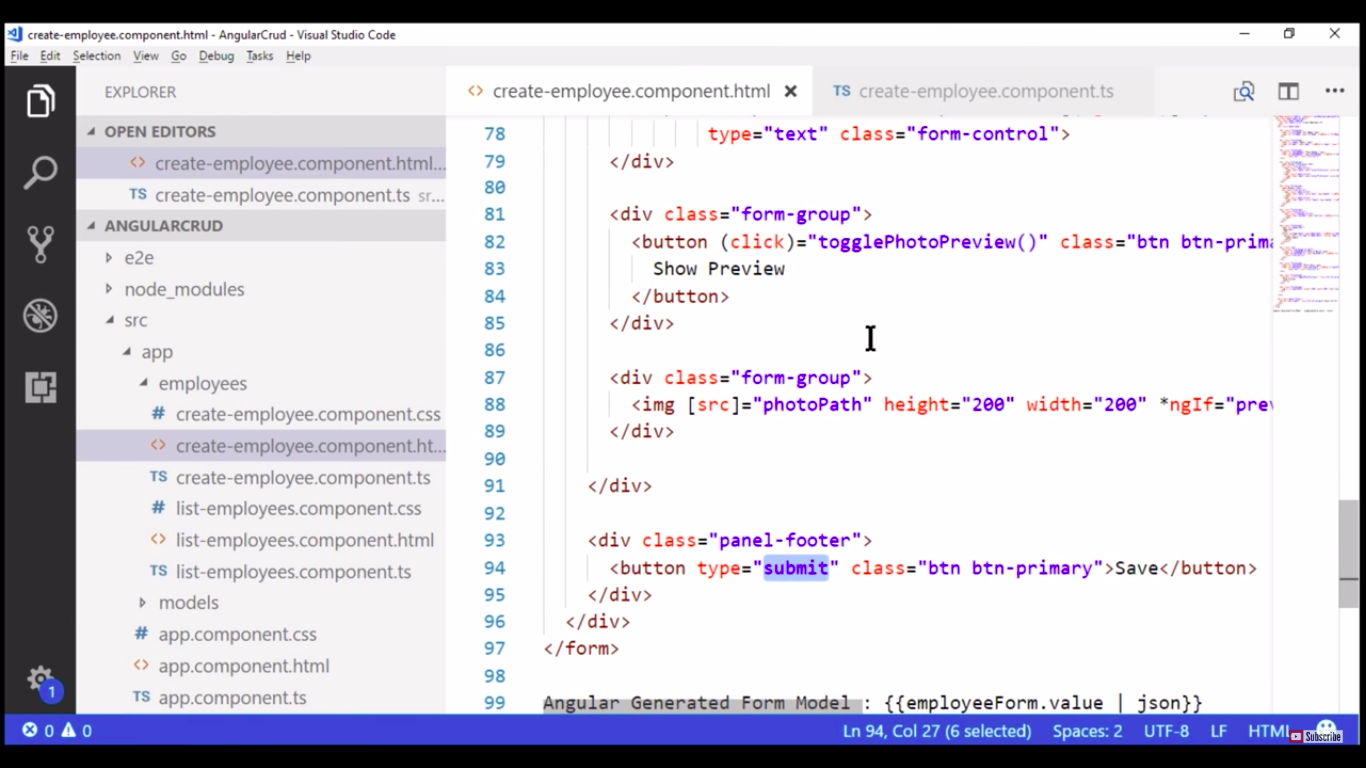 create-employee.component.html - AngularCrud - Visual Studio Code
File Edit Selection View Go Debug Tasks Help
EXPLORER
OPEN EDITORS
<> create-employee.component.html...
TS create-employee.component.ts sr...
ANGULARCRUD
e2e
node_modules
src
app
employees
# create-employee.component.css
<> create-employee.component.ht...
TS create-employee.component.ts
# list-employees.component.css
<> list-employees.component.html
TS list-employees.component.ts
models
# app.component.css
<> app.component.html
TS app.component.ts
1
<> create-employee.component.html
TS create-employee.component.ts
78 type="text" class="form-control">
79 </div>
80
81 <div class="form-group">
82 <button (click)="togglePhotoPreview()" class="btn btn-prima
83 Show Preview
84 </button>
85 </div>
86
87 <div class="form-group">
88 <img [src]="photoPath" height="200" width="200" *ngIf="prev
89 </div>
90
91 </div>
92
93 <div class="panel-footer">
94 <button type="submit" class="btn btn-primary">Save</button>
95 </div>
96 </div>
97 </form>
98
99 Angular Generated Form Model : {{employeeForm.value | json}}
0 0 Ln 94, Col 27 (6 selected) Spaces: 2 UTF-8 LF HTML
Subscribe